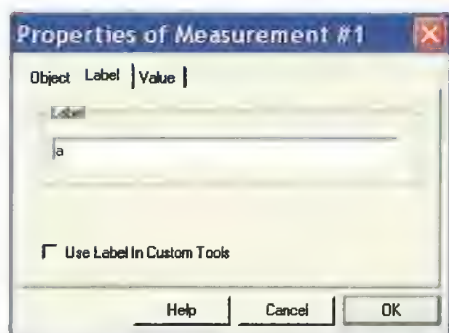 Properties of Measurement #1
Object Label Value
Label
a
Use Label In Custom Tools
Help Cancel OK